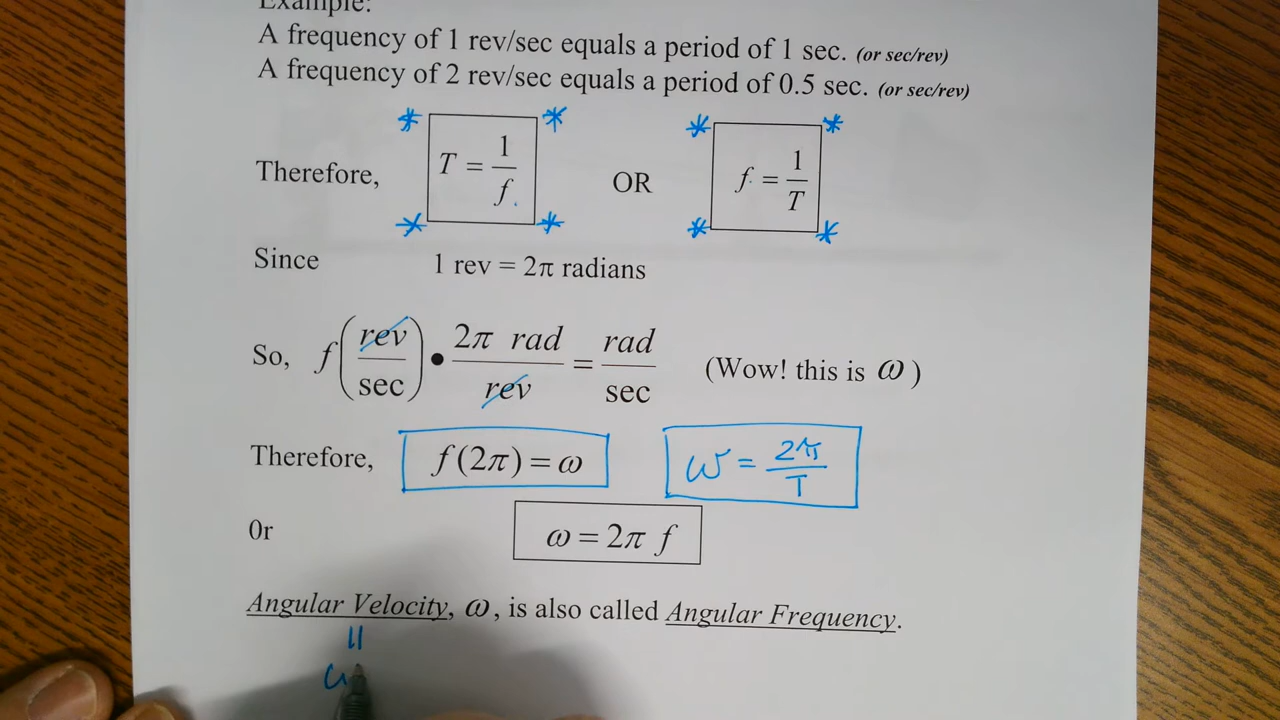 Example:
A frequency of 1 rev/sec equals a period of 1 sec. (or sec/rev)
A frequency of 2 rev/sec equals a period of 0.5 sec. (or sec/rev)
* * * *
Therefore, T = 1/f OR f = 1/T
* * * *
Since 1 rev = 2π radians
So, f(rev/sec) • 2π rad/rev = rad/sec (Wow! this is ω)
Therefore, f(2π) = ω ω = 2π/T
0r ω = 2π f
Angular Velocity, ω, is also called Angular Frequency.